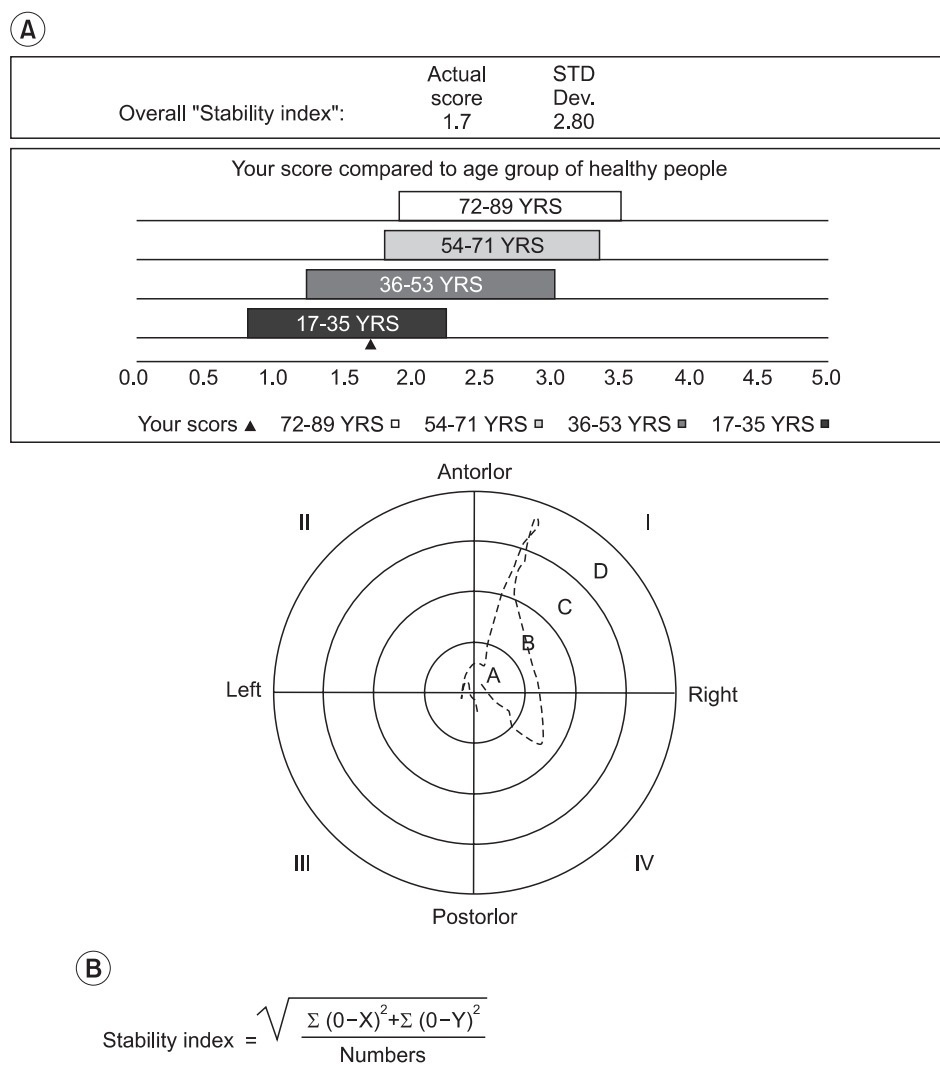 A
Actual STD
score Dev.
Overall "Stability index": 1.7 2.80
Your score compared to age group of healthy people
72-89 YRS
54-71 YRS
36-53 YRS
17-35 YRS
0.0 0.5 1.0 1.5 2.0 2.5 3.0 3.5 4.0 4.5 5.0
Your scors ▲ 72-89 YRS 54-71 YRS 36-53 YRS 17-35 YRS
Antorlor
II I
D
C
B
A
Left Right
III IV
Postorlor
B
Stability index = √ Σ (0−X)²+Σ (0−Y)²
Numbers